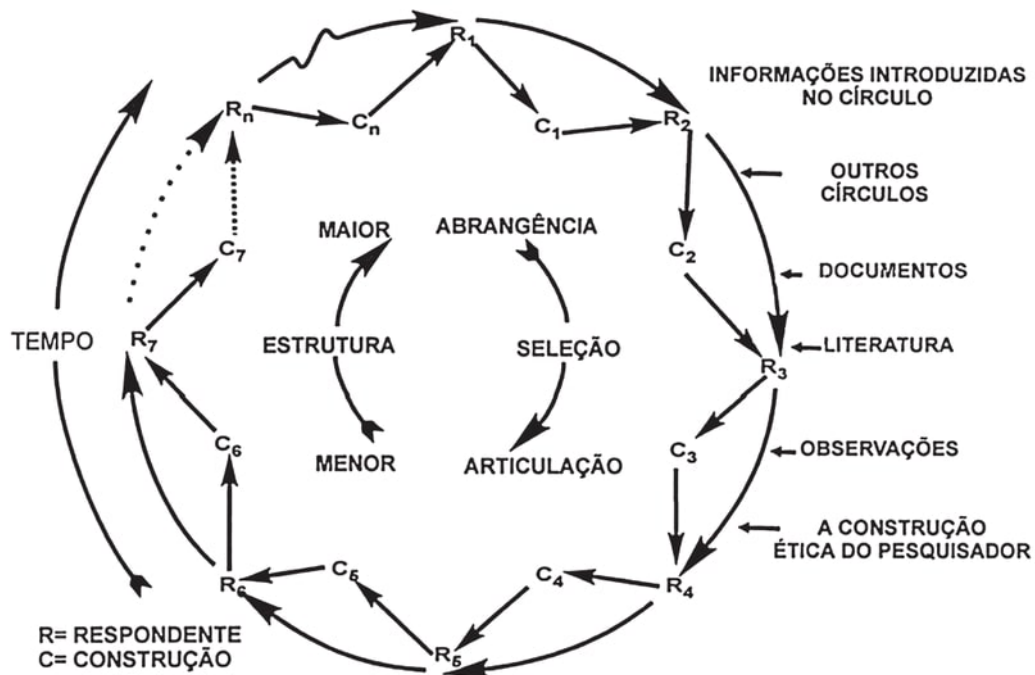 R1
INFORMAÇÕES INTRODUZIDAS
NO CÍRCULO
Rn
Cn
C1
R2
OUTROS
CÍRCULOS
MAIOR
ABRANGÊNCIA
C7
C2
DOCUMENTOS
TEMPO
R7
ESTRUTURA
SELEÇÃO
LITERATURA
R3
C6
MENOR
ARTICULAÇÃO
C3
OBSERVAÇÕES
A CONSTRUÇÃO
ÉTICA DO PESQUISADOR
R6
C5
C4
R4
R5
R= RESPONDENTE
C= CONSTRUÇÃO